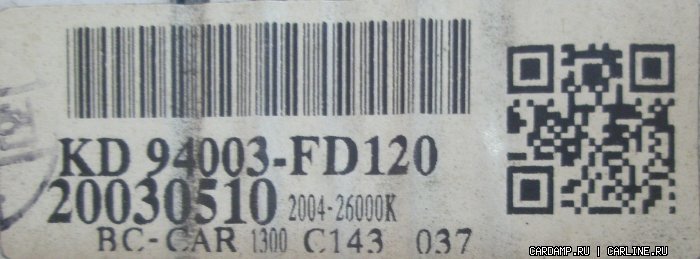 KD 94003-FD120
20030510 2004-26000K
BC-CAR 1300 C143 037
CARDAMP.RU | CARLINE.RU